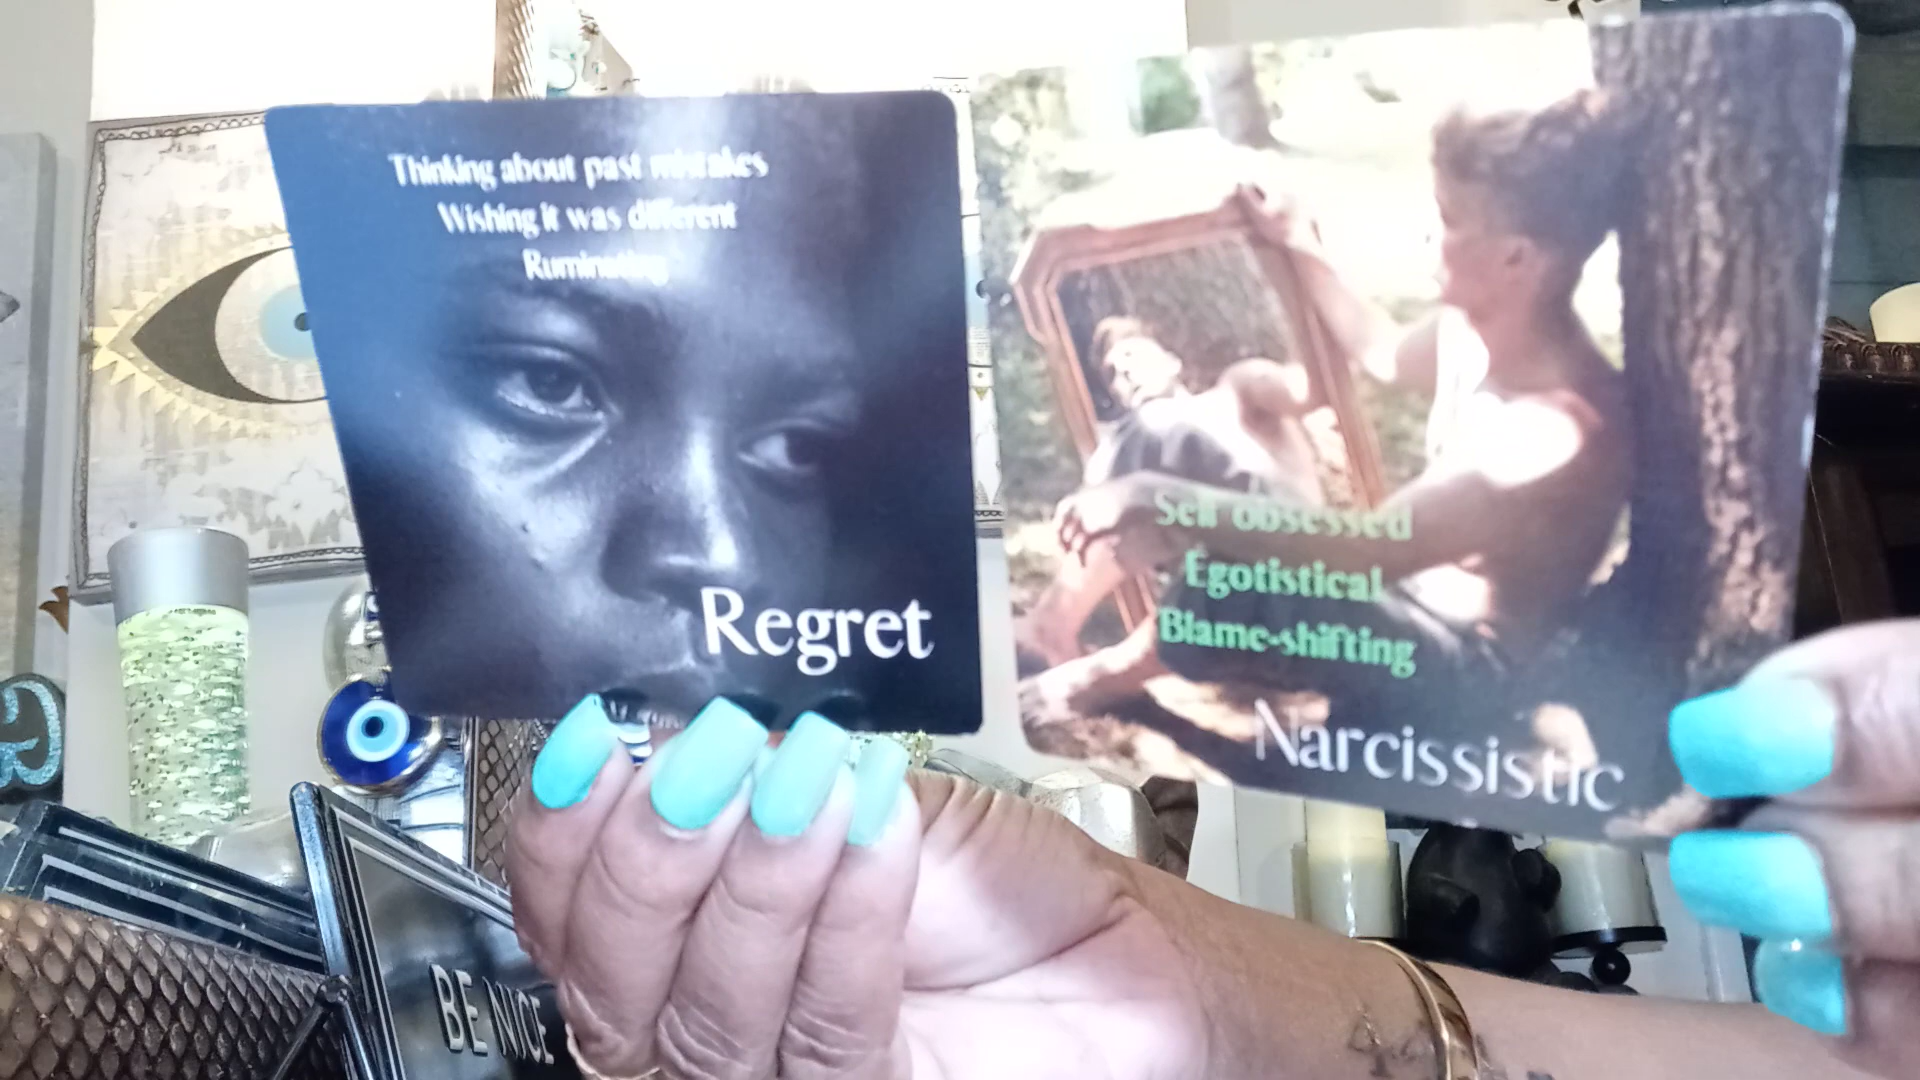 Thinking about past mistakes
Wishing it was different
Ruminating
Regret
Self obsessed
Egotistical
Blame-shifting
Narcissistic
BE NICE